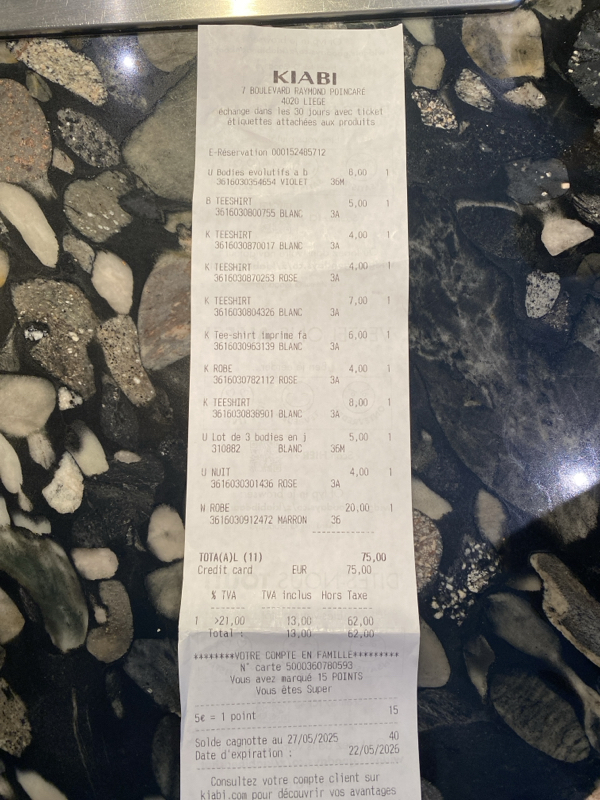 KIABI
7 BOULEVARD RAYMOND POINCARE
4020 LIEGE
échange dans les 30 jours avec ticket
étiquettes attachées aux produits
E-Réservation 000152485712
U Bodies evolutifs a b 8,00 1
3616030354654 VIOLET 36M
B TEESHIRT 5,00 1
3616030800755 BLANC 3A
K TEESHIRT 4,00 1
3616030870017 BLANC 3A
K TEESHIRT 4,00 1
3616030870253 ROSE 3A
K TEESHIRT 7,00 1
3616030804326 BLANC 3A
K Tee-shirt imprime fa 6,00 1
3616030963139 BLANC 3A
K ROBE 4,00 1
3616030782112 ROSE 3A
K TEESHIRT 8,00 1
3616030838901 BLANC 3A
U Lot de 3 bodies en j 5,00 1
310882 BLANC 36M
U NUIT 4,00 1
3616030301436 ROSE 3A
W ROBE 20,00 1
3616030912472 MARRON 36
------------
TOTA(A)L (11) 75,00
Credit card EUR 75,00
% TVA TVA inclus Hors Taxe
1 >21,00 13,00 62,00
Total : 13,00 62,00
********VOTRE COMPTE EN FAMILLE*********
N° carte 5000360780593
Vous avez marqué 15 POINTS
Vous êtes Super
5€ = 1 point 15
Solde cagnotte au 27/05/2025 40
Date d'expiration : 22/05/2026
Consultez votre compte client sur
kiabi.com pour découvrir vos avantages